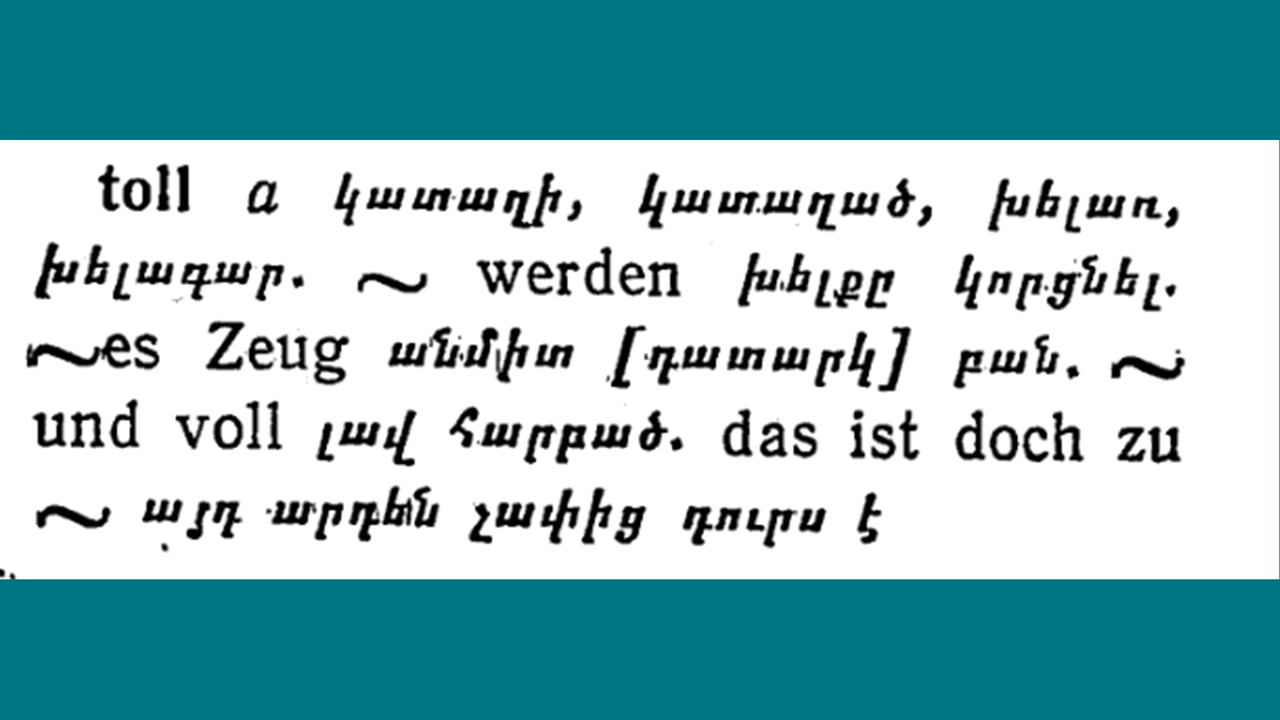 toll a կատաղի, կատաղած, խելառ,
խելագար. ~ werden խելքը կորցնել.
~es Zeug անմիտ [դատարկ] բան. ~
und voll լավ հարբած. das ist doch zu
~ այդ արդեն չափից դուրս է